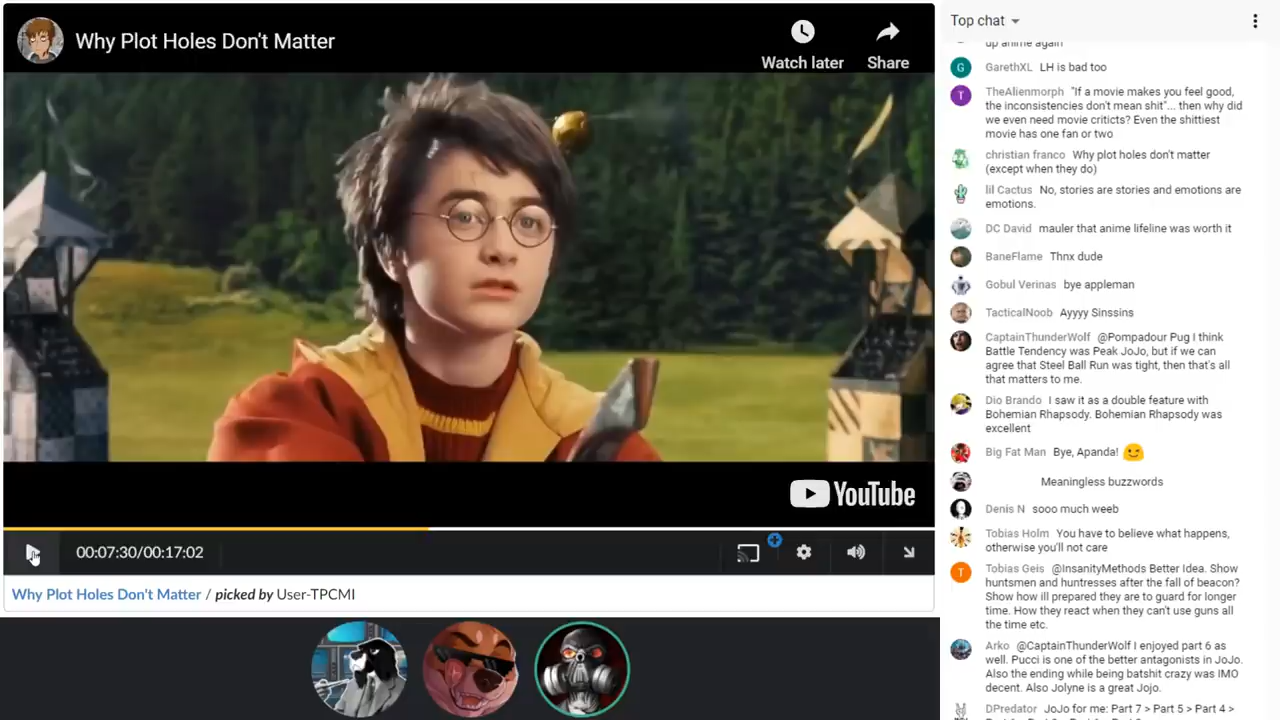 Why Plot Holes Don't Matter
Watch later
Share
YouTube
00:07:30/00:17:02
Why Plot Holes Don't Matter / picked by User-TPCMI
Top chat
up anime again
G
GarethXL LH is bad too
T
TheAlienmorph "If a movie makes you feel good,
the inconsistencies don't mean shit"... then why did
we even need movie crticts? Even the shittiest
movie has one fan or two
christian franco Why plot holes don't matter
(except when they do)
lil Cactus No, stories are stories and emotions are
emotions.
DC David mauler that anime lifeline was worth it
BaneFlame Thnx dude
Gobul Verinas bye appleman
TacticalNoob Ayyyy Sinssins
CaptainThunderWolf @Pompadour Pug I think
Battle Tendency was Peak JoJo, but if we can
agree that Steel Ball Run was tight, then that's all
that matters to me.
Dio Brando I saw it as a double feature with
Bohemian Rhapsody. Bohemian Rhapsody was
excellent
Big Fat Man Bye, Apanda!
Meaningless buzzwords
Denis N sooo much weeb
Tobias Holm You have to believe what happens,
otherwise you'll not care
T
Tobias Geis @InsanityMethods Better Idea. Show
huntsmen and huntresses after the fall of beacon?
Show how ill prepared they are to guard for longer
time. How they react when they can't use guns all
the time etc.
Arko @CaptainThunderWolf I enjoyed part 6 as
well. Pucci is one of the better antagonists in JoJo.
Also the ending while being batshit crazy was IMO
decent. Also Jolyne is a great Jojo.
DPredator JoJo for me: Part 7 > Part 5 > Part 4 >